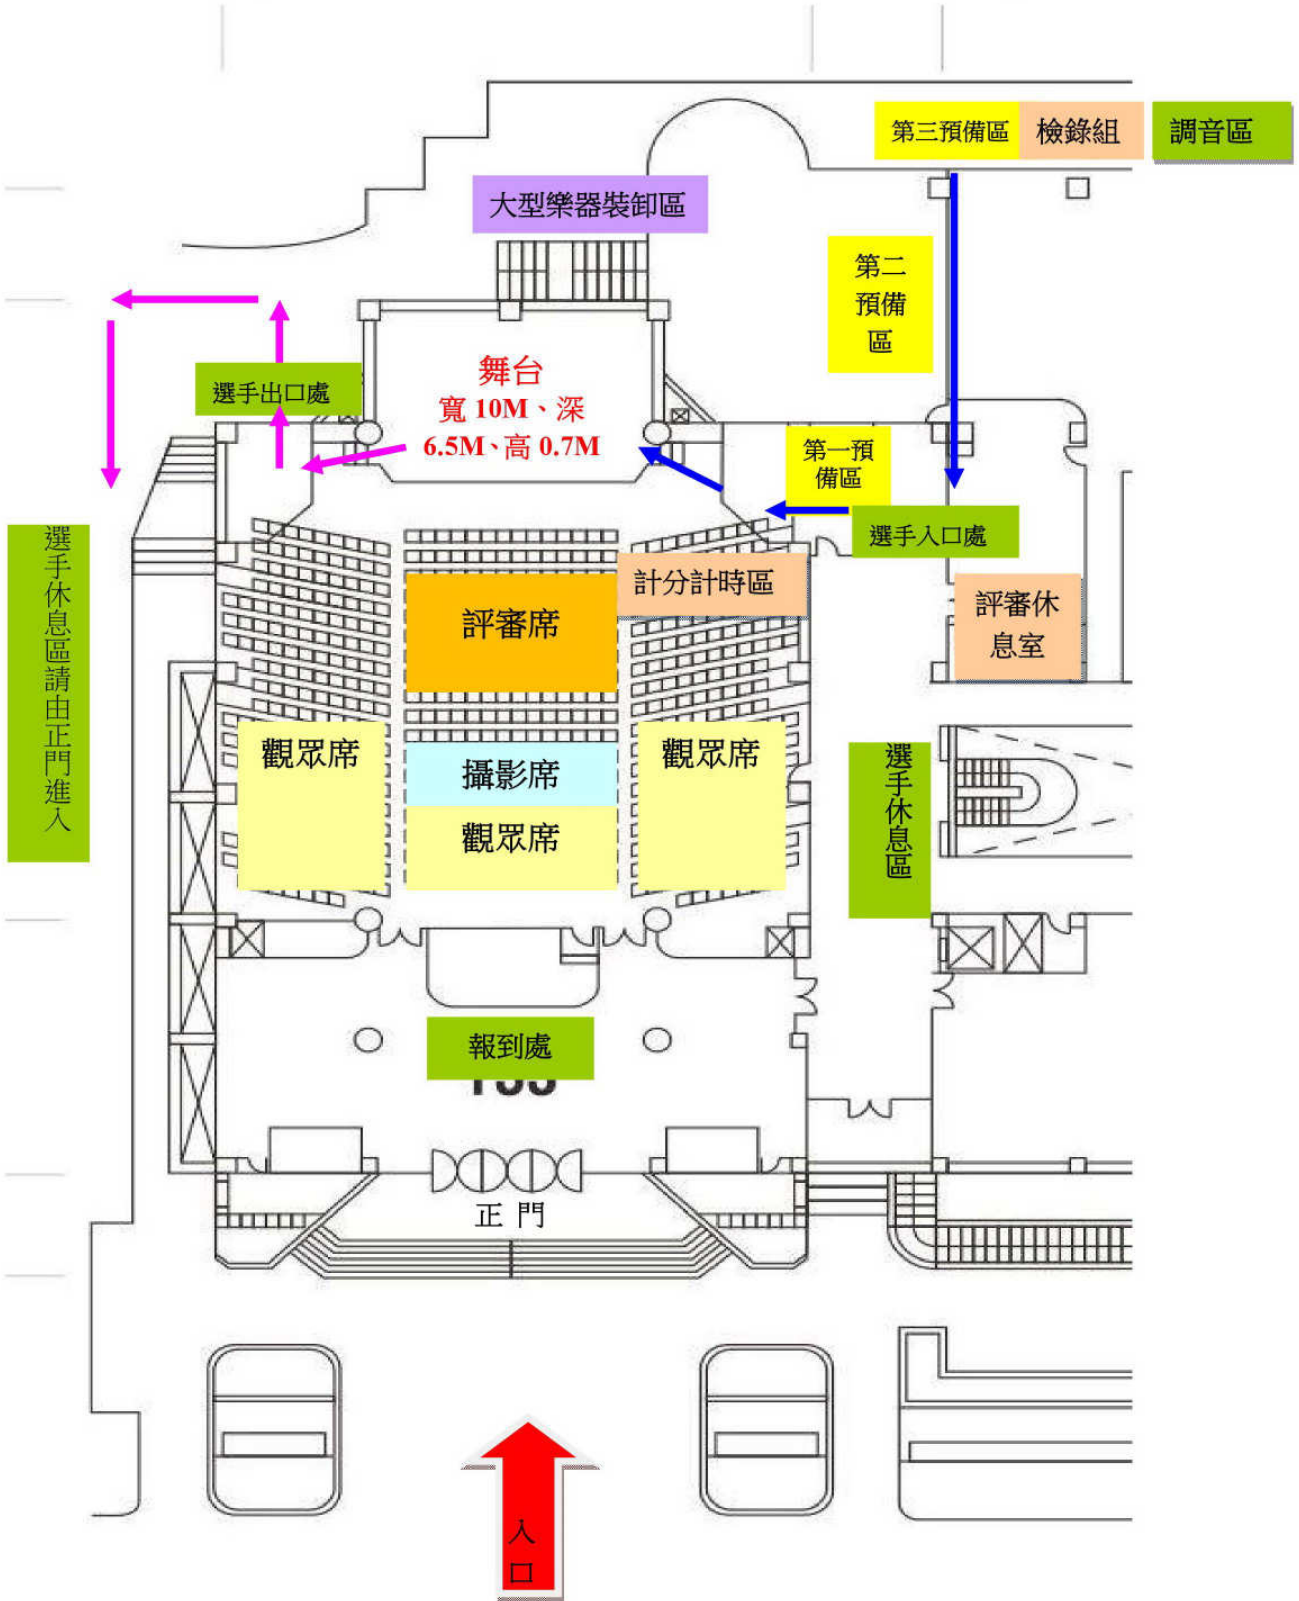 第三預備區
檢錄組
調音區
大型樂器裝卸區
第二
預備
區
舞台
寬 10M、深
6.5M、高 0.7M
選手出口處
第一預
備區
選手入口處
選手休息區請由正門進入
計分計時區
評審席
評審休
息室
觀眾席
攝影席
觀眾席
觀眾席
選手休息區
報到處
正 門
入
口